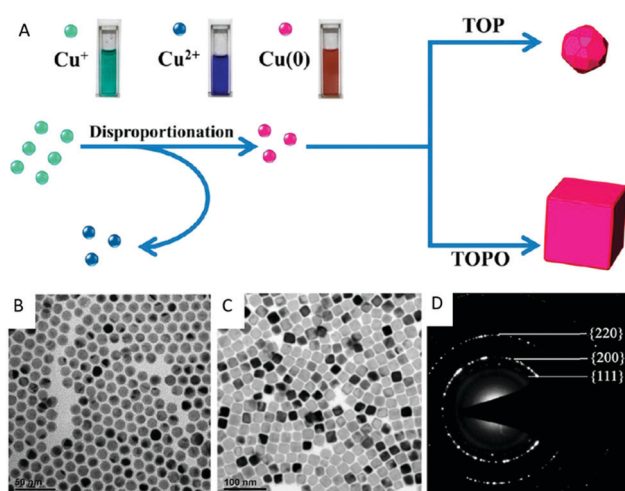 A
Cu⁺
Cu²⁺
Cu(0)
TOP
Disproportionation
TOPO
B
C
D
{220}
{200}
{111}
50 nm
100 nm